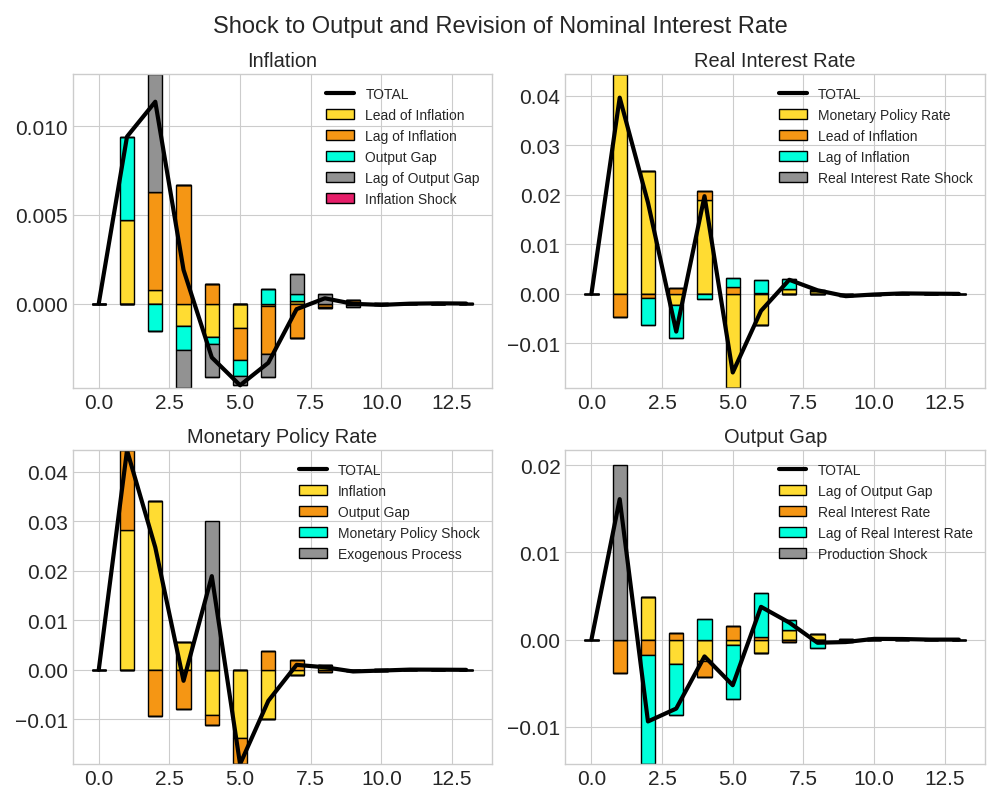 Shock to Output and Revision of Nominal Interest Rate
Inflation
TOTAL
Lead of Inflation
Lag of Inflation
Output Gap
Lag of Output Gap
Inflation Shock
0.010
0.005
0.000
0.0 2.5 5.0 7.5 10.0 12.5
Real Interest Rate
TOTAL
Monetary Policy Rate
Lead of Inflation
Lag of Inflation
Real Interest Rate Shock
0.04
0.03
0.02
0.01
0.00
−0.01
0.0 2.5 5.0 7.5 10.0 12.5
Monetary Policy Rate
TOTAL
Inflation
Output Gap
Monetary Policy Shock
Exogenous Process
0.04
0.03
0.02
0.01
0.00
−0.01
0.0 2.5 5.0 7.5 10.0 12.5
Output Gap
TOTAL
Lag of Output Gap
Real Interest Rate
Lag of Real Interest Rate
Production Shock
0.02
0.01
0.00
−0.01
0.0 2.5 5.0 7.5 10.0 12.5